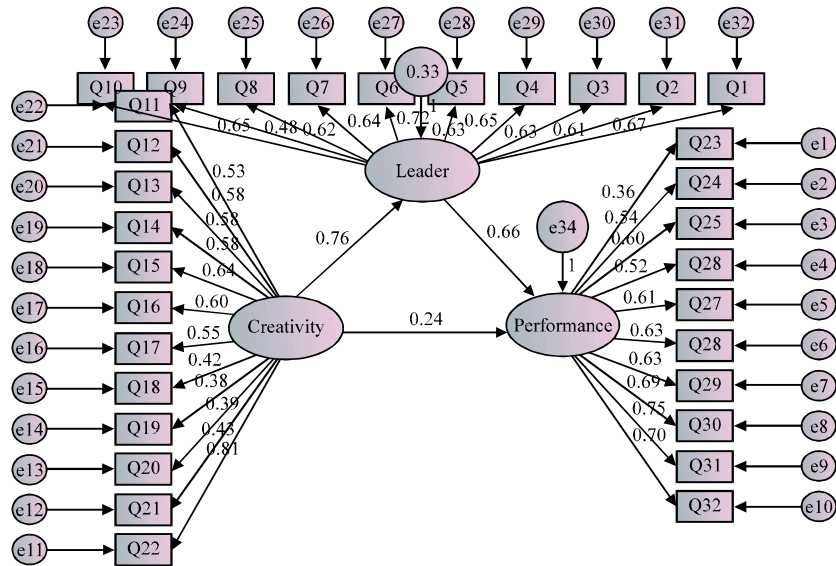 e23 e24 e25 e26 e27 e28 e29 e30 e31 e32
0.33
Q10 Q9 Q8 Q7 Q6 Q5 Q4 Q3 Q2 Q1
e22 Q11
1
0.65 0.48 0.62 0.64 0.72 0.63 0.65 0.63 0.61 0.67
Leader
e21 Q12
e20 Q13
e19 Q14
e18 Q15
e17 Q16
e16 Q17
e15 Q18
e14 Q19
e13 Q20
e12 Q21
e11 Q22
0.53
0.58
0.58
0.58
0.64
0.60
0.55
0.42
0.38
0.39
0.43
0.81
Creativity
0.76
0.66
0.24
e34
1
Performance
0.36
0.54
0.60
0.52
0.61
0.63
0.63
0.69
0.75
0.70
Q23 e1
Q24 e2
Q25 e3
Q28 e4
Q27 e5
Q28 e6
Q29 e7
Q30 e8
Q31 e9
Q32 e10